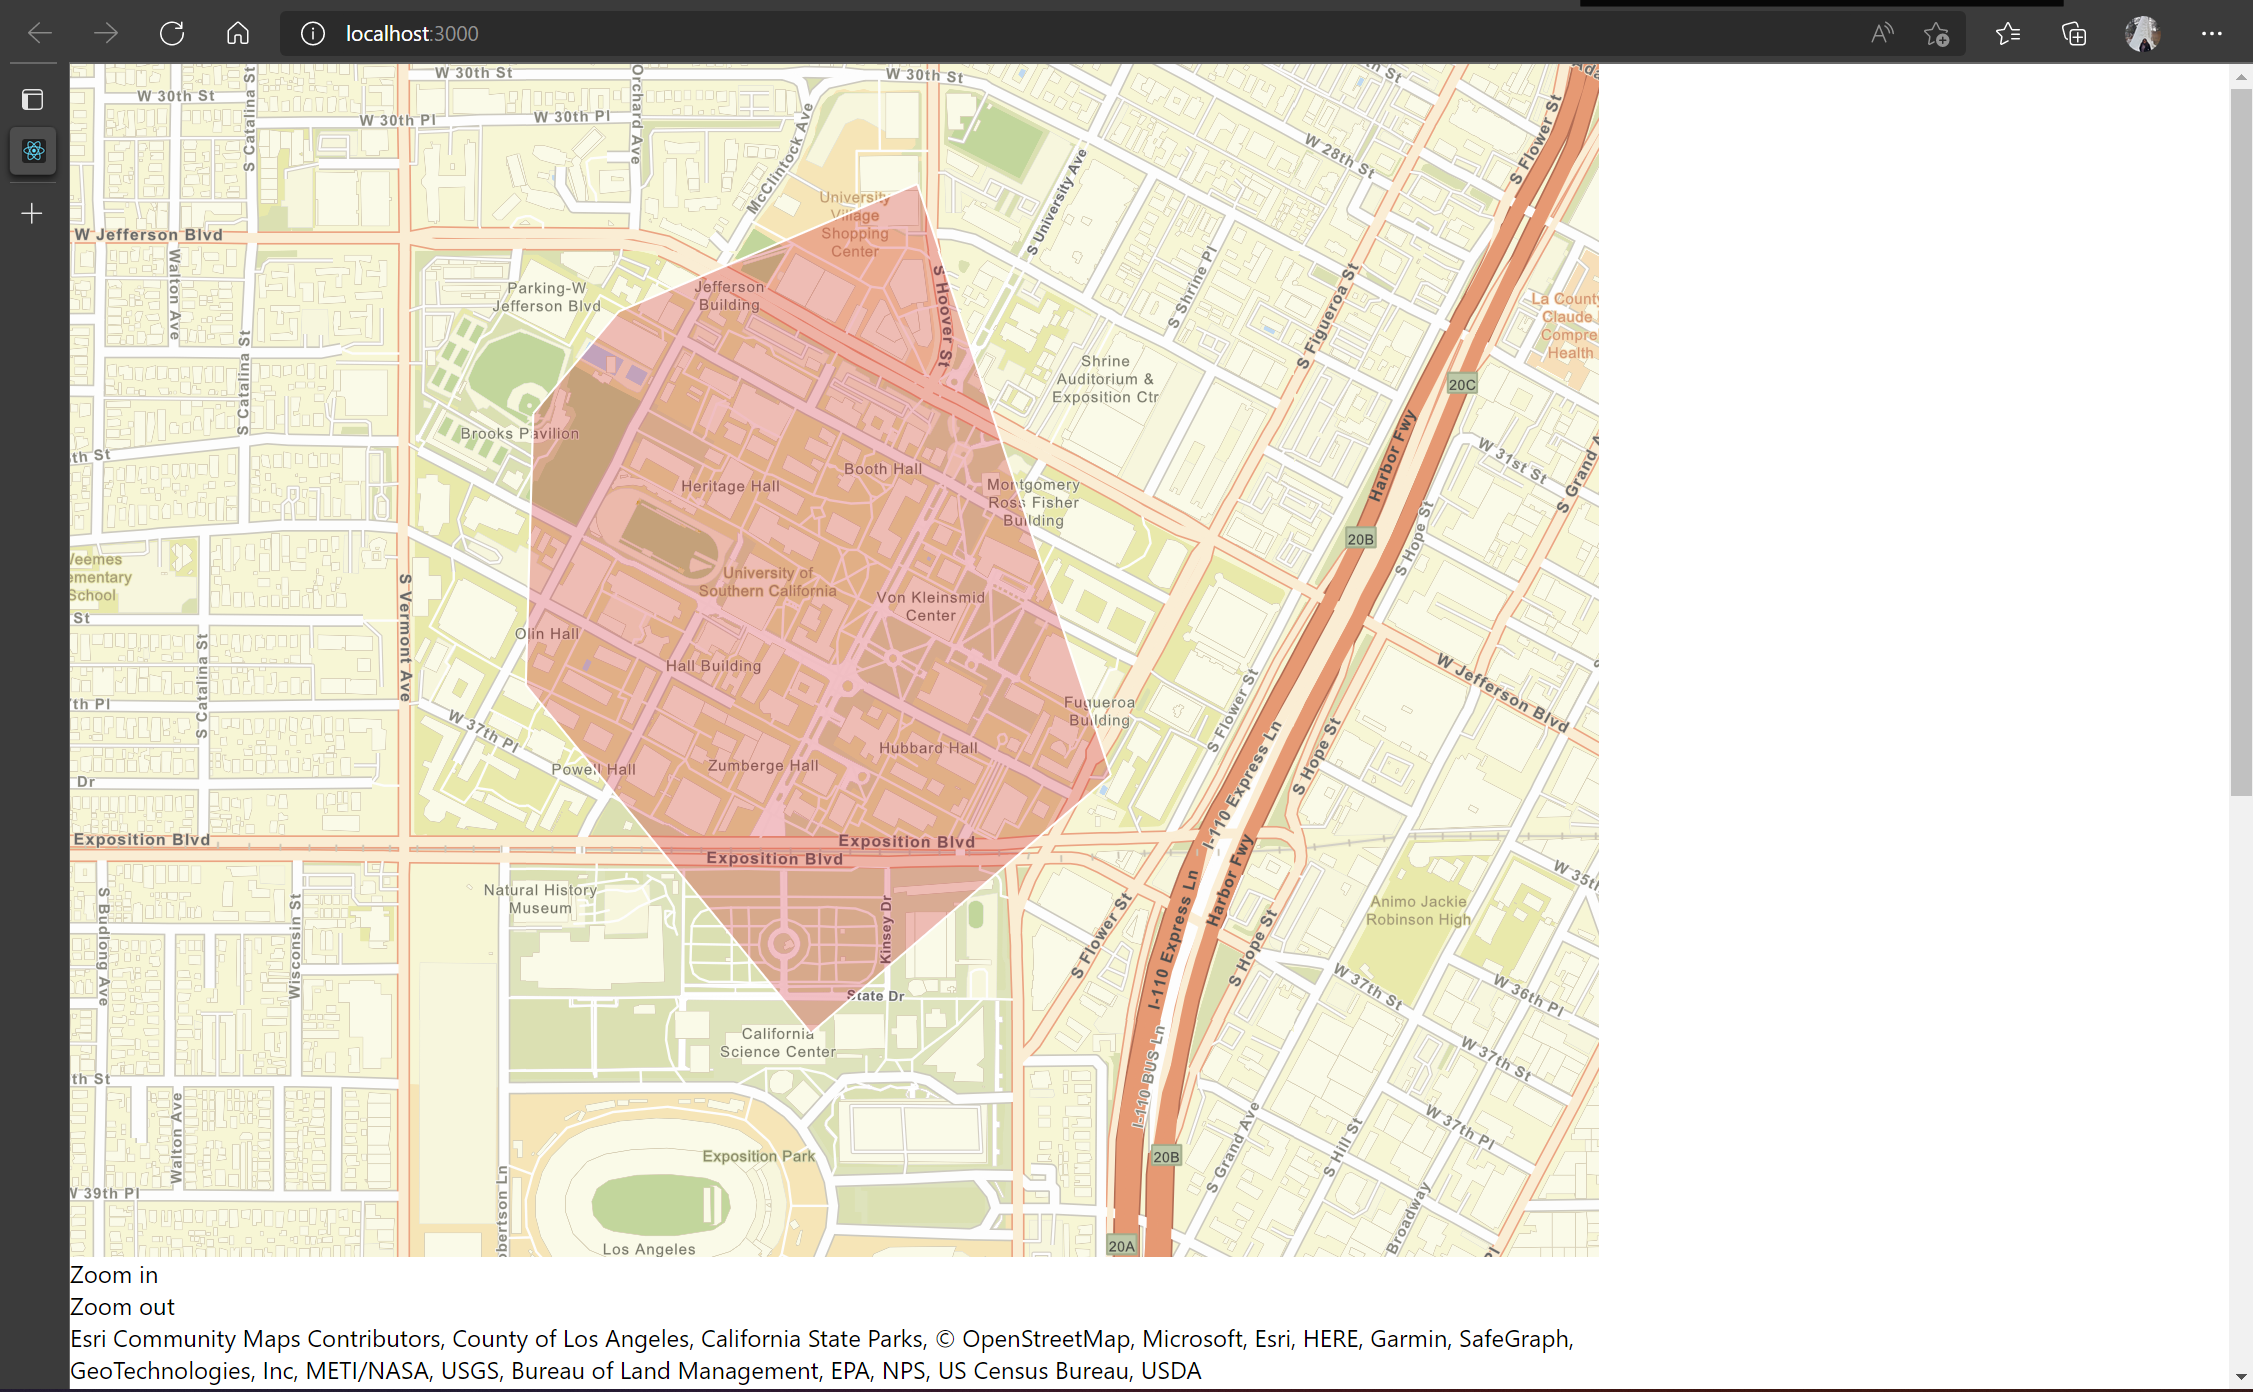 localhost:3000
W 30th St
W 30th St
W 30th St
W 30th Pl
W 30th Pl
S Catalina St
Orchard Ave
McClintock Ave
S Flower St
W 28th St
S University Ave
University
Village
Shopping
Center
W Jefferson Blvd
Walton Ave
S Hoover St
S Shrine Pl
S Figueroa St
Parking-W
Jefferson Blvd
Jefferson
Building
La County
Claude
Compre
Health
S Catalina St
Shrine
Auditorium &
Exposition Ctr
20C
Harbor Fwy
Brooks Pavilion
th St
W 31st St
S Grand A
Booth Hall
Heritage Hall
Montgomery
Ross Fisher
Building
20B
S Hope St
Veemes
ementary
School
S Vermont Ave
University of
Southern California
Von Kleinsmid
Center
St
Olin Hall
S Catalina St
Hall Building
W Jefferson Blvd
S Flower St
Fugueroa
Building
th Pl
W 37th Pl
Hubbard Hall
Zumberge Hall
Powell Hall
S Hope St
I-110 Express Ln
Dr
Exposition Blvd
Exposition Blvd
Exposition Blvd
Harbor Fwy
W 35th
Natural History
Museum
S Budlong Ave
Wisconsin St
Kinsey Dr
S Flower St
I-110 Express Ln
S Hope St
Animo Jackie
Robinson High
State Dr
W 37th St
W 36th Pl
California
Science Center
I-110 BUS Ln
W 37th St
th St
Walton Ave
S Grand Ave
S Hill St
W 37th Pl
Exposition Park
20B
W 39th Pl
obertson Ln
Broadway
Los Angeles
20A
Pl
Zoom in
Zoom out
Esri Community Maps Contributors, County of Los Angeles, California State Parks, © OpenStreetMap, Microsoft, Esri, HERE, Garmin, SafeGraph,
GeoTechnologies, Inc, METI/NASA, USGS, Bureau of Land Management, EPA, NPS, US Census Bureau, USDA